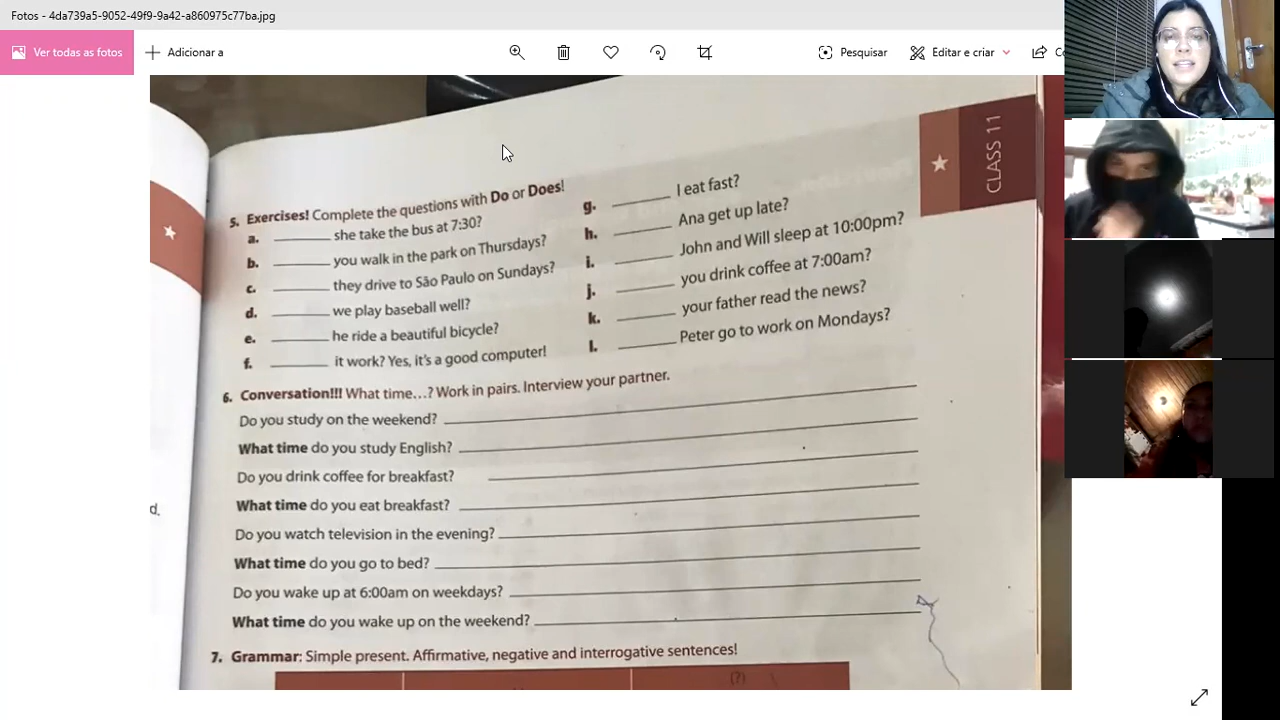 Fotos - 4da739a5-9052-49f9-9a42-a860975c77ba.jpg
Ver todas as fotos
Adicionar a
Pesquisar
Editar e criar
CLASS 11
5. Exercises! Complete the questions with Do or Does!
a. ______ she take the bus at 7:30?
b. ______ you walk in the park on Thursdays?
c. ______ they drive to São Paulo on Sundays?
d. ______ we play baseball well?
e. ______ he ride a beautiful bicycle?
f. ______ it work? Yes, it's a good computer!
g. ______ I eat fast?
h. ______ Ana get up late?
i. ______ John and Will sleep at 10:00pm?
j. ______ you drink coffee at 7:00am?
k. ______ your father read the news?
l. ______ Peter go to work on Mondays?
6. Conversation!!! What time...? Work in pairs. Interview your partner.
Do you study on the weekend?
What time do you study English?
Do you drink coffee for breakfast?
What time do you eat breakfast?
Do you watch television in the evening?
What time do you go to bed?
Do you wake up at 6:00am on weekdays?
What time do you wake up on the weekend?
7. Grammar: Simple present. Affirmative, negative and interrogative sentences!
d.
(?)